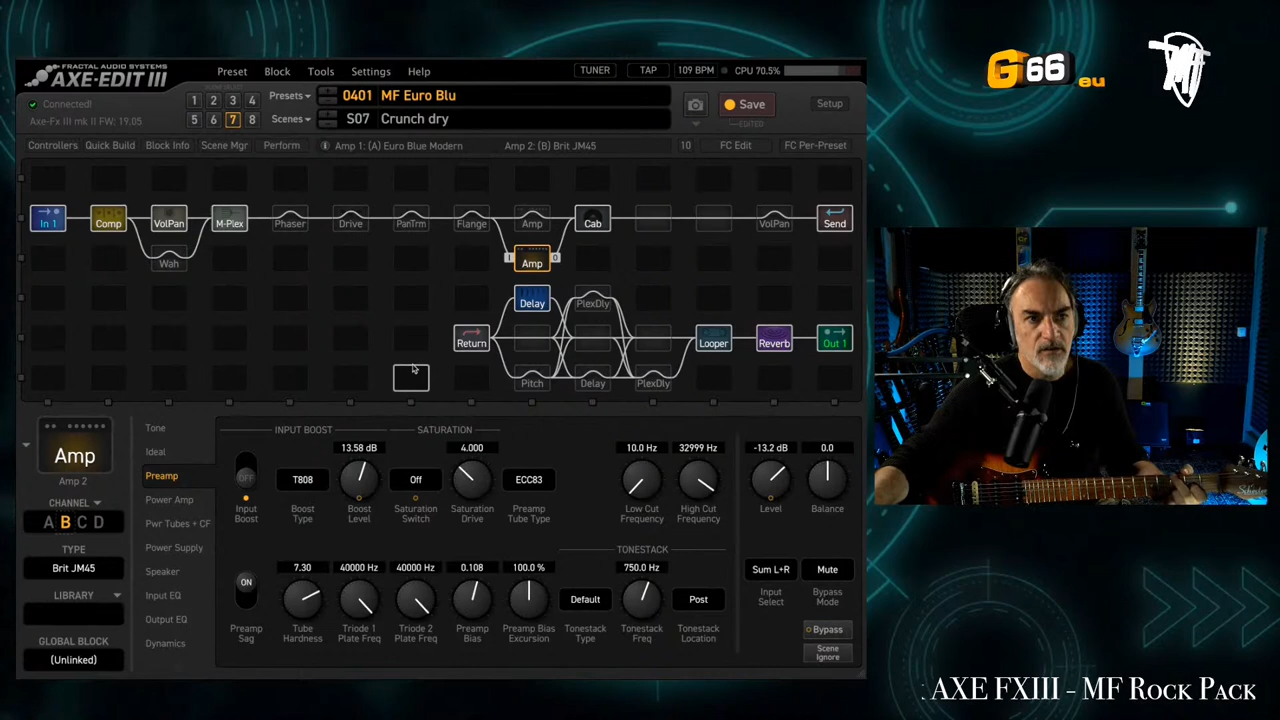 FRACTAL AUDIO SYSTEMS
AXE-EDIT III
Preset Block Tools Settings Help
TUNER TAP 109 BPM CPU 70.5%
G66.eu
Connected!
Axe-Fx III mk II FW: 19,05
SCENE SELECT
1 2 3 4
5 6 7 8
Presets 0401 MF Euro Blu
Scenes S07 Crunch dry
Save
EDITED
Setup
Controllers Quick Build Block Info Scene Mgr Perform
Amp 1: (A) Euro Blue Modern Amp 2: (B) Brit JM45 10
FC Edit FC Per-Preset
In 1 Comp VolPan M-Plex Phaser Drive PanTrm Flange Amp Cab VolPan Send
Wah I Amp O
Delay PlexDly
Return Looper Reverb Out 1
Pitch Delay PlexDly
Amp
Amp 2
CHANNEL
A B C D
TYPE
Brit JM45
LIBRARY
GLOBAL BLOCK
(Unlinked)
Tone
Ideal
Preamp
Power Amp
Pwr Tubes + CF
Power Supply
Speaker
Input EQ
Output EQ
Dynamics
INPUT BOOST SATURATION
13.58 dB 4.000 10.0 Hz 32999 Hz -13.2 dB 0.0
OFF T808 Off ECC83
Input Boost
Boost Type
Boost Level
Saturation Switch
Saturation Drive
Preamp Tube Type
Low Cut Frequency
High Cut Frequency
Level
Balance
TONESTACK
7.30 40000 Hz 40000 Hz 0.108 100.0 % 750.0 Hz
ON Default Post Sum L+R Mute
Preamp Sag
Tube Hardness
Triode 1 Plate Freq
Triode 2 Plate Freq
Preamp Bias
Preamp Bias Excursion
Tonestack Type
Tonestack Freq
Tonestack Location
Input Select
Bypass Mode
Bypass
Scene Ignore
AXE FXIII - MF Rock Pack